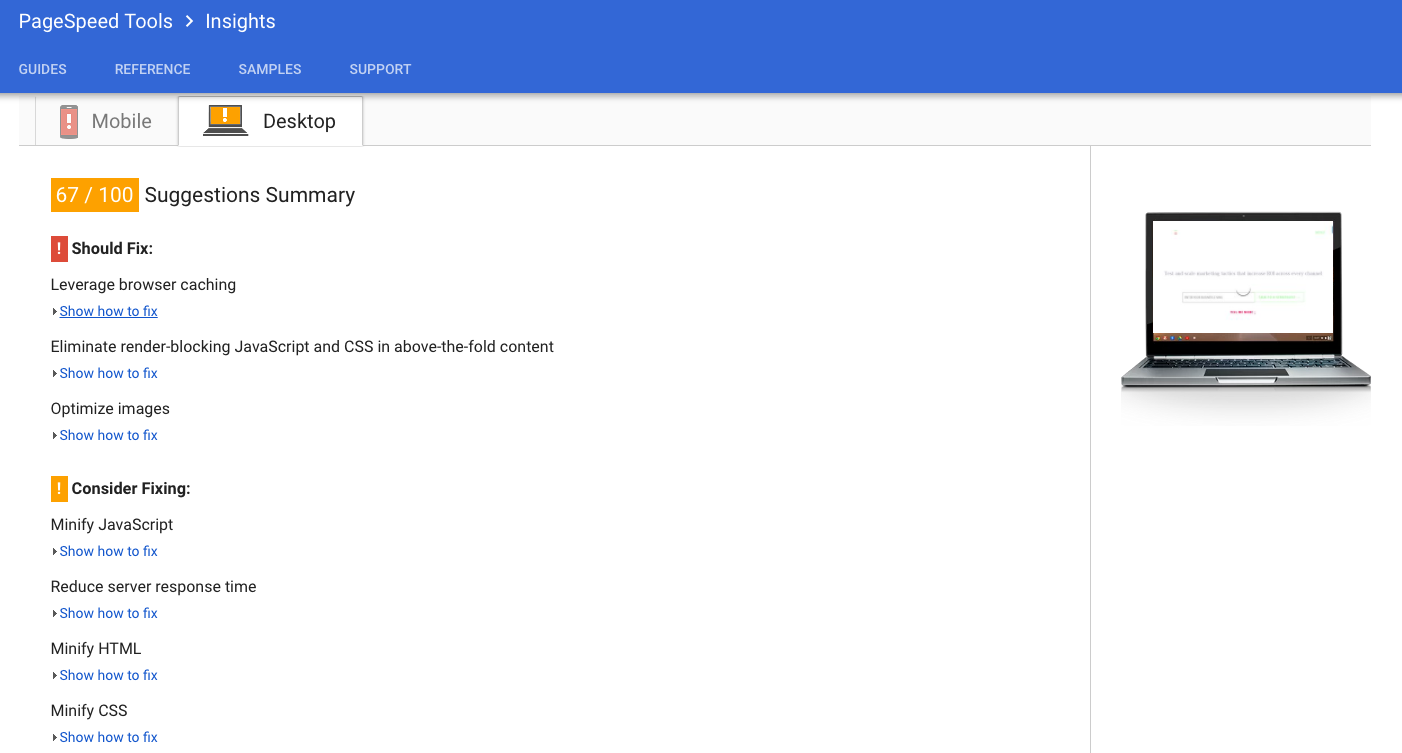 PageSpeed Tools > Insights
GUIDES REFERENCE SAMPLES SUPPORT
Mobile Desktop
67 / 100 Suggestions Summary
! Should Fix:
Leverage browser caching
Show how to fix
Eliminate render-blocking JavaScript and CSS in above-the-fold content
Show how to fix
Optimize images
Show how to fix
! Consider Fixing:
Minify JavaScript
Show how to fix
Reduce server response time
Show how to fix
Minify HTML
Show how to fix
Minify CSS
Show how to fix